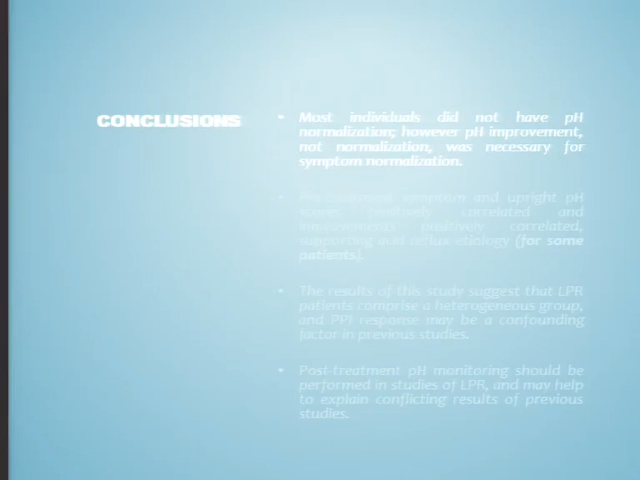 CONCLUSIONS
• Most individuals did not have pH
normalization; however pH improvement,
not normalization, was necessary for
symptom normalization.
• symptom and upright pH
positively correlated and
positively correlated,
supporting acid reflux etiology (for some
patients).
• The results of this study suggest that LPR
patients comprise a heterogeneous group,
and PPI response may be a confounding
factor in previous studies.
• Post-treatment pH monitoring should be
performed in studies of LPR, and may help
to explain conflicting results of previous
studies.